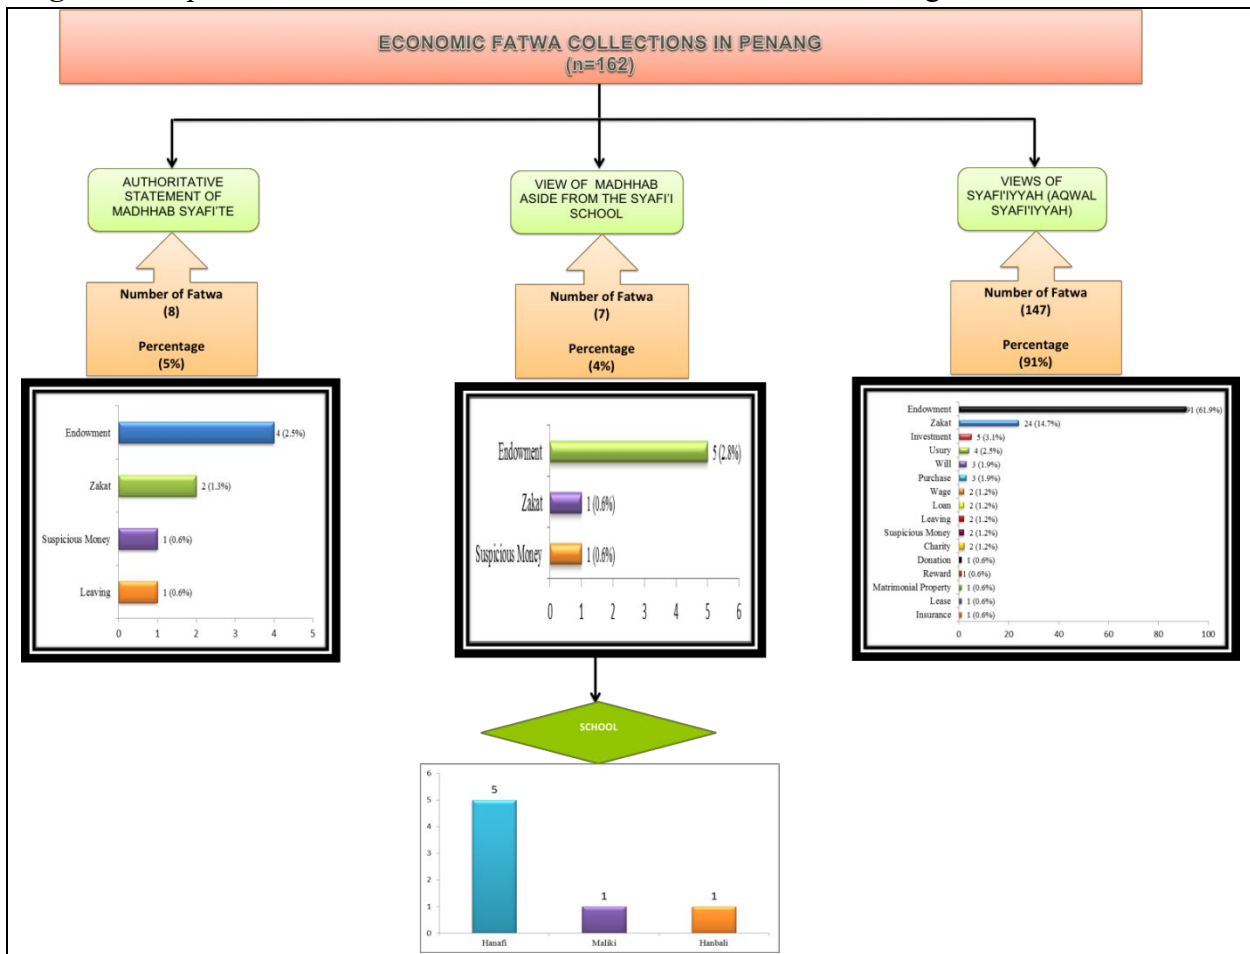 ECONOMIC FATWA COLLECTIONS IN PENANG
(n=162)
AUTHORITATIVE
STATEMENT OF
MADHHAB SYAFI'TE
VIEW OF MADHHAB
ASIDE FROM THE SYAFI'I
SCHOOL
VIEWS OF
SYAFI'IYYAH (AQWAL
SYAFI'IYYAH)
Number of Fatwa
(8)
Percentage
(5%)
Number of Fatwa
(7)
Percentage
(4%)
Number of Fatwa
(147)
Percentage
(91%)
Endowment 4 (2.5%)
Zakat 2 (1.3%)
Suspicious Money 1 (0.6%)
Leaving 1 (0.6%)
0 1 2 3 4 5
Endowment 5 (2.8%)
Zakat 1 (0.6%)
Suspicious Money 1 (0.6%)
0 1 2 3 4 5 6
Endowment 91 (61.9%)
Zakat 24 (14.7%)
Investment 5 (3.1%)
Usury 4 (2.5%)
Will 3 (1.9%)
Purchase 3 (1.9%)
Wage 2 (1.2%)
Loan 2 (1.2%)
Leaving 2 (1.2%)
Suspicious Money 2 (1.2%)
Charity 2 (1.2%)
Donation 1 (0.6%)
Reward 1 (0.6%)
Matrimonial Property 1 (0.6%)
Lease 1 (0.6%)
Insurance 1 (0.6%)
0 20 40 60 80 100
SCHOOL
6
5
4
3
2
1
0
5
1
1
Hanafi Maliki Hanbali